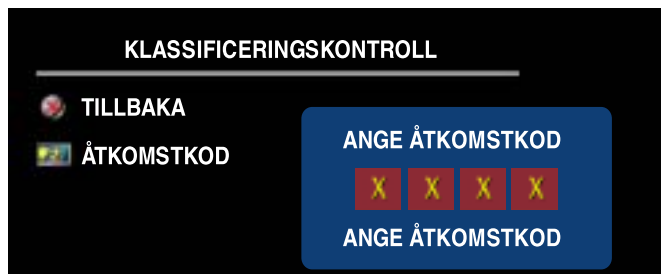 KLASSIFICERINGSKONTROLL
TILLBAKA
ÅTKOMSTKOD
ANGE ÅTKOMSTKOD
X X X X
ANGE ÅTKOMSTKOD